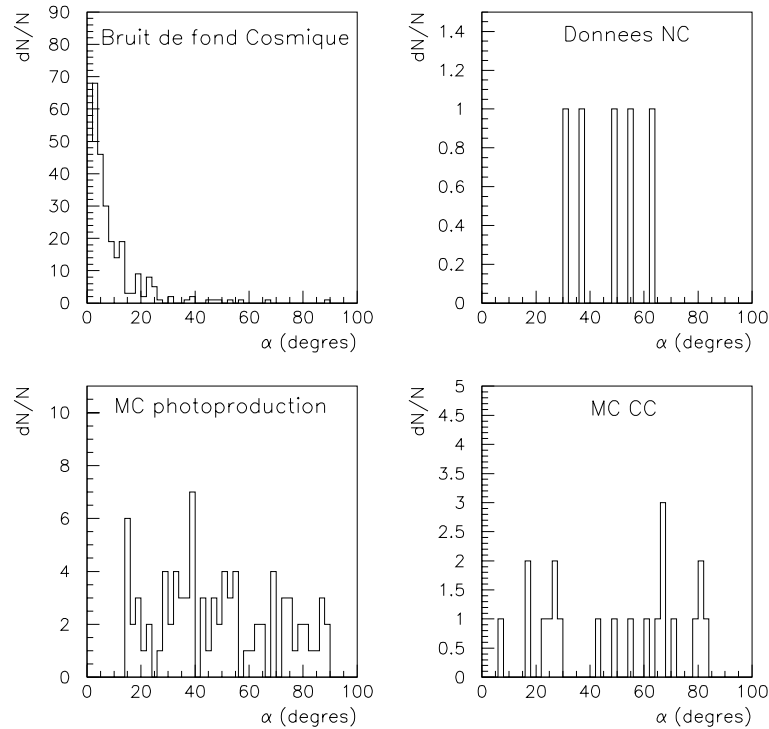 dN/N
90
80
70
60
50
40
30
20
10
0
Bruit de fond Cosmique
0 20 40 60 80 100
α (degres)
dN/N
1.4
1.2
1
0.8
0.6
0.4
0.2
0
Donnees NC
0 20 40 60 80 100
α (degres)
dN/N
10
8
6
4
2
0
MC photoproduction
0 20 40 60 80 100
α (degres)
dN/N
5
4.5
4
3.5
3
2.5
2
1.5
1
0.5
0
MC CC
0 20 40 60 80 100
α (degres)